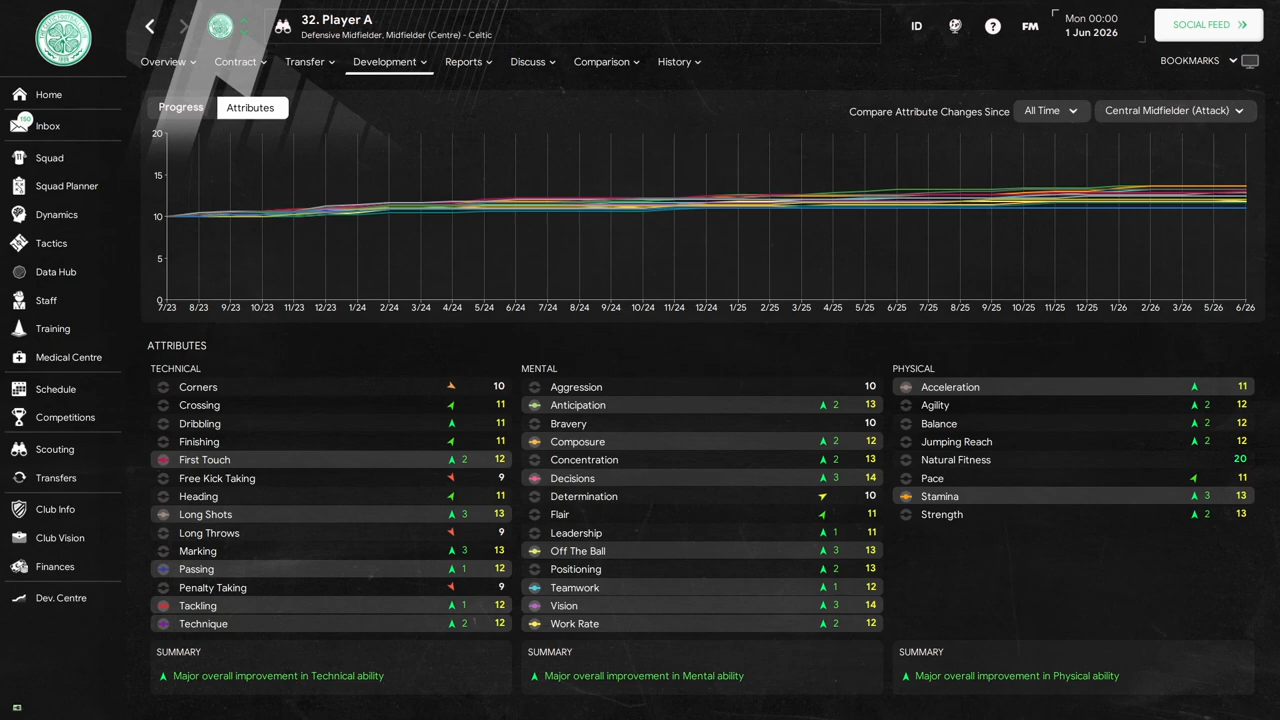 32. Player A
Defensive Midfielder, Midfielder (Centre) - Celtic
ID
FM
Mon 00:00
1 Jun 2026
SOCIAL FEED
Overview
Contract
Transfer
Development
Reports
Discuss
Comparison
History
BOOKMARKS
Home
150
Inbox
Squad
Squad Planner
Dynamics
Tactics
Data Hub
Staff
Training
Medical Centre
Schedule
Competitions
Scouting
Transfers
Club Info
Club Vision
Finances
Dev. Centre
Progress
Attributes
Compare Attribute Changes Since
All Time
Central Midfielder (Attack)
20
15
10
5
0
7/23 8/23 9/23 10/23 11/23 12/23 1/24 2/24 3/24 4/24 5/24 6/24 7/24 8/24 9/24 10/24 11/24 12/24 1/25 2/25 3/25 4/25 5/25 6/25 7/25 8/25 9/25 10/25 11/25 12/25 1/26 2/26 3/26 4/26 5/26 6/26
ATTRIBUTES
TECHNICAL
Corners 10
Crossing 11
Dribbling 11
Finishing 11
First Touch 2 12
Free Kick Taking 9
Heading 11
Long Shots 3 13
Long Throws 9
Marking 3 13
Passing 1 12
Penalty Taking 9
Tackling 1 12
Technique 2 12
MENTAL
Aggression 10
Anticipation 2 13
Bravery 10
Composure 2 12
Concentration 2 13
Decisions 3 14
Determination 10
Flair 11
Leadership 1 11
Off The Ball 3 13
Positioning 2 13
Teamwork 1 12
Vision 3 14
Work Rate 2 12
PHYSICAL
Acceleration 11
Agility 2 12
Balance 2 12
Jumping Reach 2 12
Natural Fitness 20
Pace 11
Stamina 3 13
Strength 2 13
SUMMARY
Major overall improvement in Technical ability
SUMMARY
Major overall improvement in Mental ability
SUMMARY
Major overall improvement in Physical ability